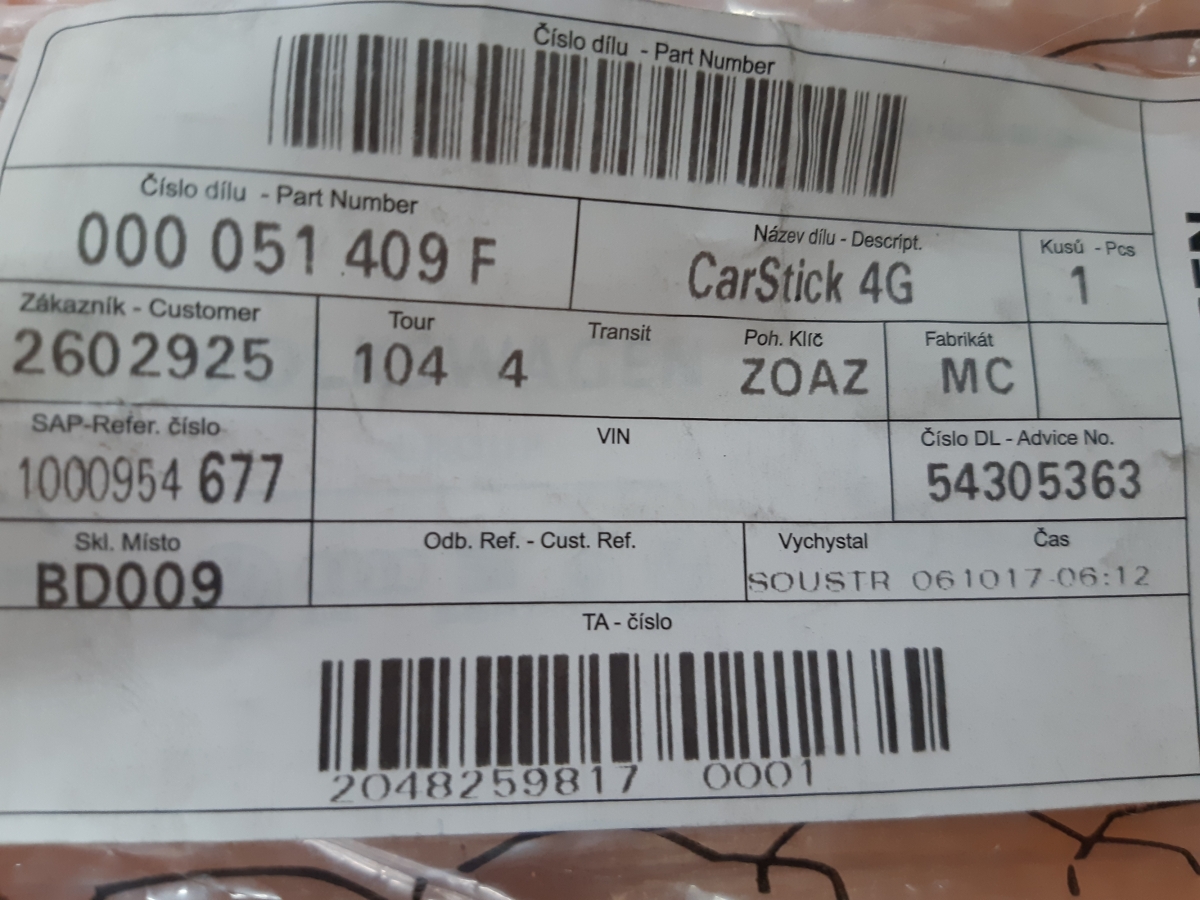 Číslo dílu - Part Number
Číslo dílu - Part Number
000 051 409 F
Název dílu - Descript.
CarStick 4G
Kusů - Pcs
1
Zákazník - Customer
2602925
Tour
104 4
Transit
Poh. Klíč
ZOAZ
Fabrikát
MC
SAP-Refer. číslo
1000954 677
VIN
Číslo DL - Advice No.
54305363
Skl. Místo
BD009
Odb. Ref. - Cust. Ref.
Vychystal
SOUSTR
Čas
061017-06:12
TA - číslo
2048259817 0001